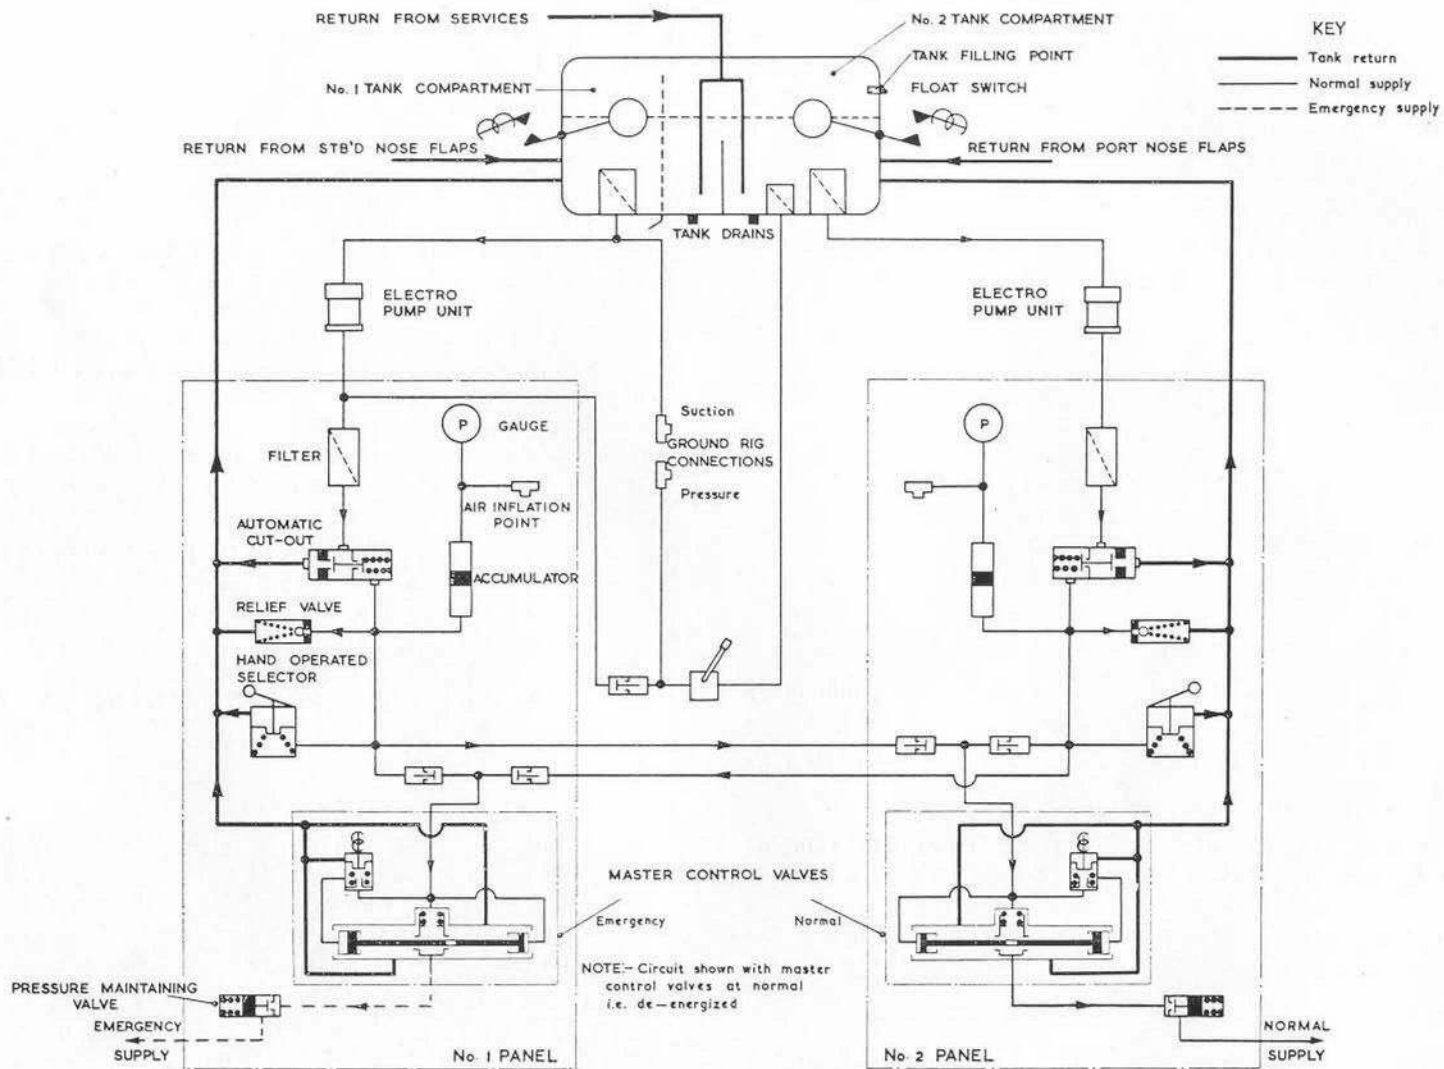 RETURN FROM SERVICES
No. 2 TANK COMPARTMENT
KEY
TANK FILLING POINT
Tank return
No. 1 TANK COMPARTMENT
FLOAT SWITCH
Normal supply
Emergency supply
RETURN FROM STB'D NOSE FLAPS
RETURN FROM PORT NOSE FLAPS
TANK DRAINS
ELECTRO
PUMP UNIT
ELECTRO
PUMP UNIT
P
GAUGE
Suction
P
FILTER
GROUND RIG
CONNECTIONS
Pressure
AIR INFLATION
POINT
AUTOMATIC
CUT-OUT
ACCUMULATOR
RELIEF VALVE
HAND OPERATED
SELECTOR
MASTER CONTROL VALVES
Emergency
Normal
NOTE:- Circuit shown with master
control valves at normal
i.e. de-energized
PRESSURE MAINTAINING
VALVE
EMERGENCY
SUPPLY
No. 1 PANEL
No. 2 PANEL
NORMAL
SUPPLY